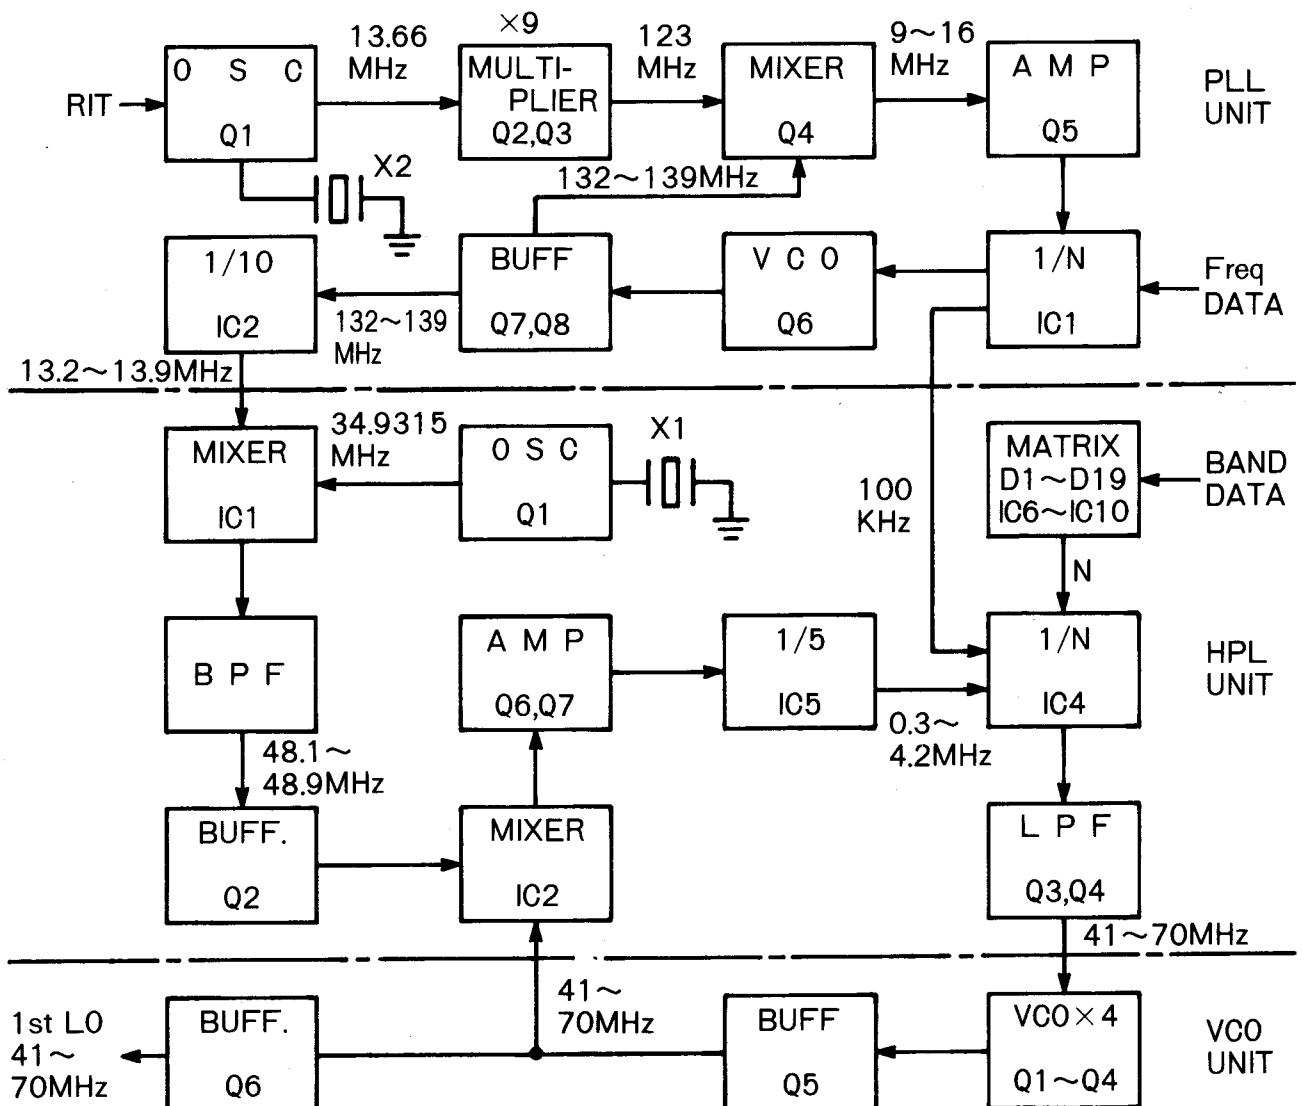 RIT
O S C
Q1
13.66
MHz
×9
MULTI-
PLIER
Q2,Q3
123
MHz
MIXER
Q4
9~16
MHz
A M P
Q5
PLL
UNIT
X2
132~139MHz
1/10
IC2
132~139
MHz
BUFF
Q7,Q8
V C O
Q6
1/N
IC1
Freq
DATA
13.2~13.9MHz
MIXER
IC1
34.9315
MHz
O S C
Q1
X1
100
KHz
MATRIX
D1~D19
IC6~IC10
BAND
DATA
N
B P F
A M P
Q6,Q7
1/5
IC5
1/N
IC4
HPL
UNIT
48.1~
48.9MHz
0.3~
4.2MHz
BUFF.
Q2
MIXER
IC2
L P F
Q3,Q4
41~70MHz
1st LO
41~
70MHz
BUFF.
Q6
41~
70MHz
BUFF
Q5
VCO×4
Q1~Q4
VCO
UNIT